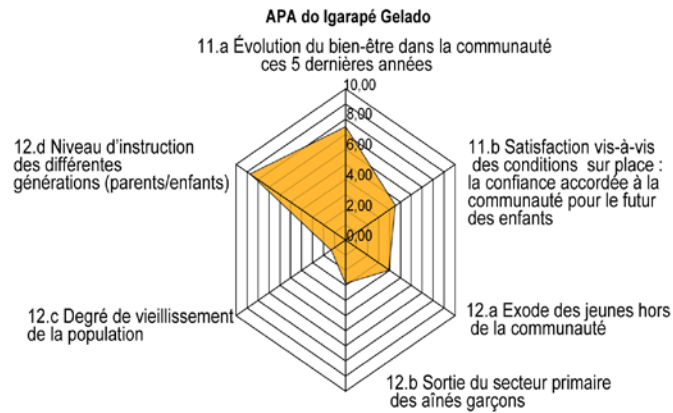 APA do Igarapé Gelado
11.a Évolution du bien-être dans la communauté
ces 5 dernières années
10,00
8,00
6,00
4,00
2,00
0,00
11.b Satisfaction vis-à-vis
des conditions sur place :
la confiance accordée à la
communauté pour le futur
des enfants
12.a Exode des jeunes hors
de la communauté
12.b Sortie du secteur primaire
des aînés garçons
12.c Degré de vieillissement
de la population
12.d Niveau d'instruction
des différentes
générations (parents/enfants)